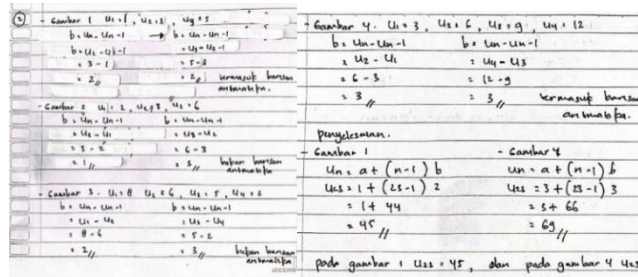 ② - Gambar 1 U1 = 1, U2 = 3, U3 = 5
b = Un - Un-1 → b = Un - Un-1
= 3 - 1 = 5 - 3
= 2 // = 2 // termasuk barisan
aritmatika.
- Gambar 2 U1 = 2, U2 = 3, U3 = 6
b = Un - Un-1 b = Un - Un-1
= U2 - U1 = U3 - U2
= 3 - 2 = 6 - 3
= 1 // = 3 // bukan barisan
aritmatika
- Gambar 3. U1 = 8 U2 = 6, U3 = 5, U4 = 2
b = Un - Un-1 b = Un - Un-1
= U1 - U2 = U3 - U4
= 8 - 6 = 5 - 2
= 2 // = 3 // bukan barisan
aritmatika
- Gambar 4. U1 = 3, U2 = 6, U3 = 9, U4 = 12
b = Un - Un-1 b = Un - Un-1
= U2 - U1 = U4 - U3
= 6 - 3 = 12 - 9
= 3 // = 3 // termasuk barisan
aritmatika.
penyelesaian.
- Gambar 1 - Gambar 4
Un = a + (n-1) b Un = a + (n-1) b
U23 = 1 + (23-1) 2 U23 = 3 + (23-1) 3
= 1 + 44 = 3 + 66
= 45 // = 69 //
pada gambar 1 U23 = 45, dan pada gambar 4 U23